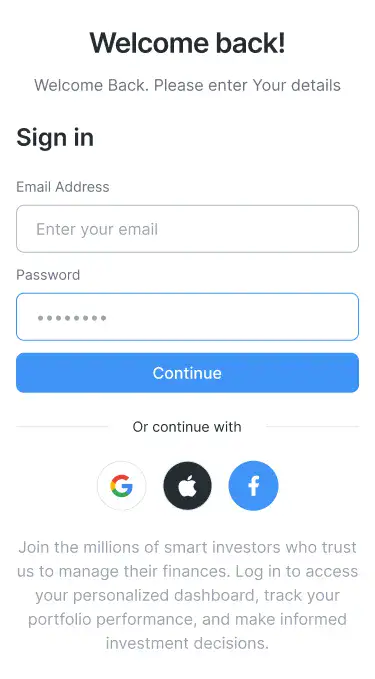 Welcome back!
Welcome Back. Please enter Your details
Sign in
Email Address
Enter your email
Password
Continue
Or continue with
Join the millions of smart investors who trust
us to manage their finances. Log in to access
your personalized dashboard, track your
portfolio performance, and make informed
investment decisions.